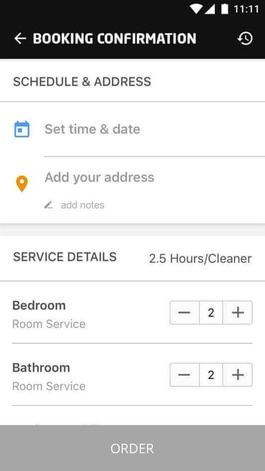 11:11
BOOKING CONFIRMATION
SCHEDULE & ADDRESS
Set time & date
Add your address
add notes
SERVICE DETAILS 2.5 Hours/Cleaner
Bedroom
Room Service
2
Bathroom
Room Service
2
ORDER